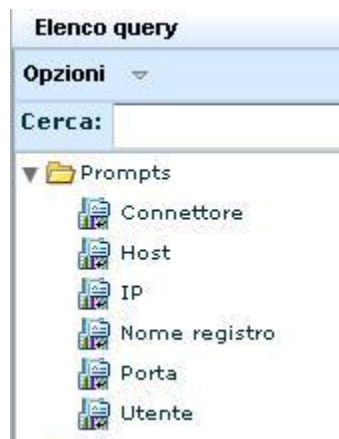 Elenco query
Opzioni
Cerca:
Prompts
Connettore
Host
IP
Nome registro
Porta
Utente